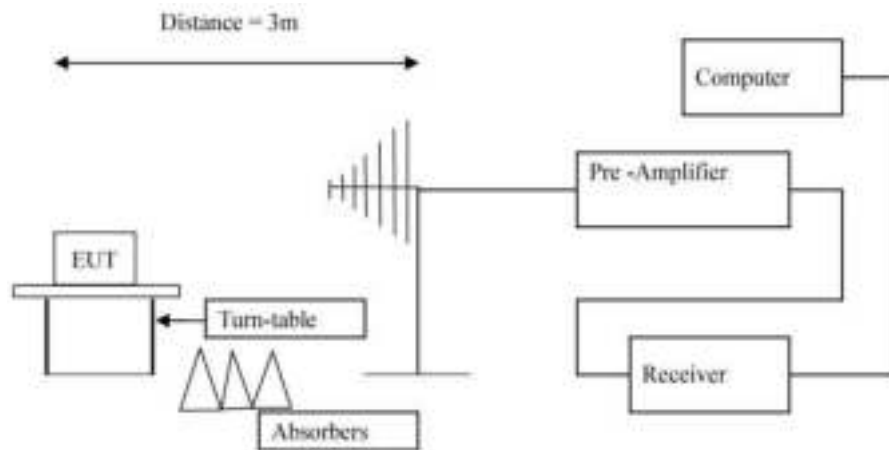 Distance = 3m
Computer
Pre -Amplifier
EUT
Turn-table
Receiver
Absorbers